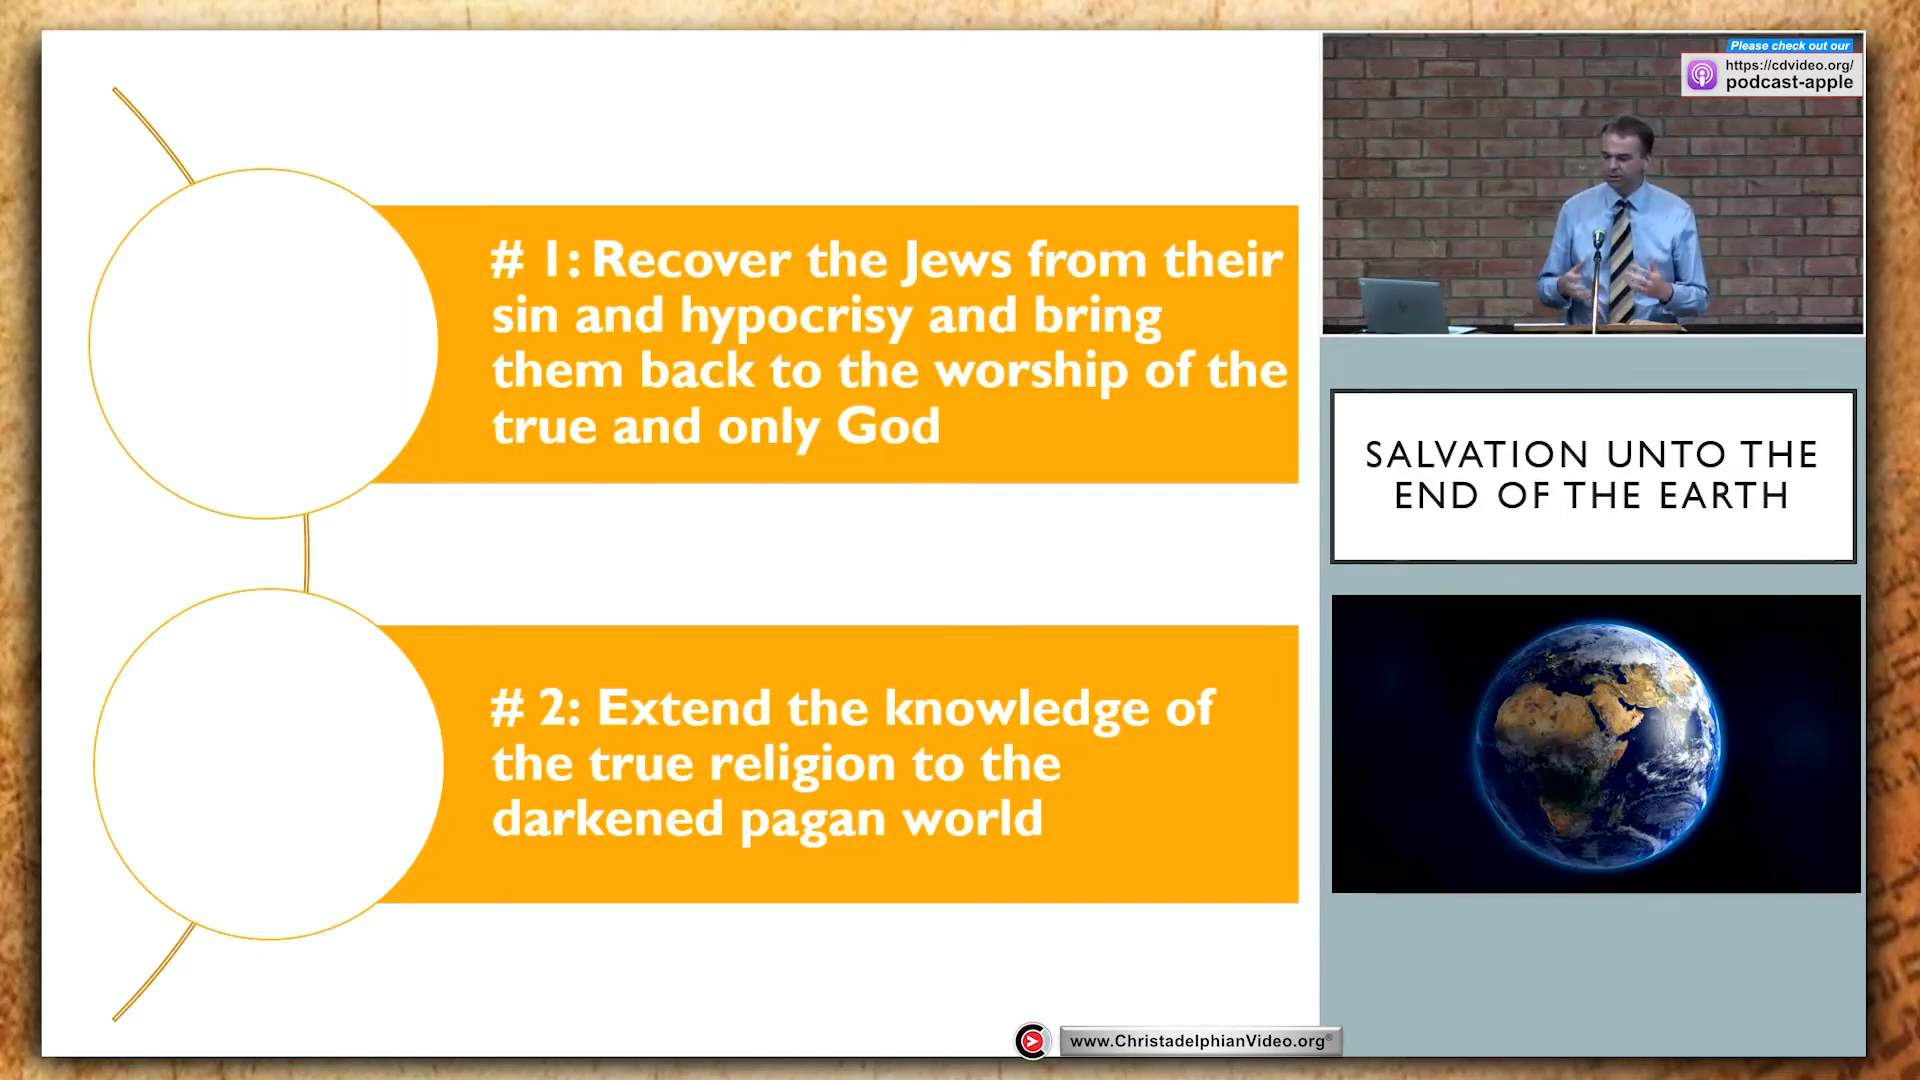 # 1: Recover the Jews from their
sin and hypocrisy and bring
them back to the worship of the
true and only God
# 2: Extend the knowledge of
the true religion to the
darkened pagan world
Please check out our
https://cdvideo.org/
podcast-apple
SALVATION UNTO THE
END OF THE EARTH
www.ChristadelphianVideo.org®